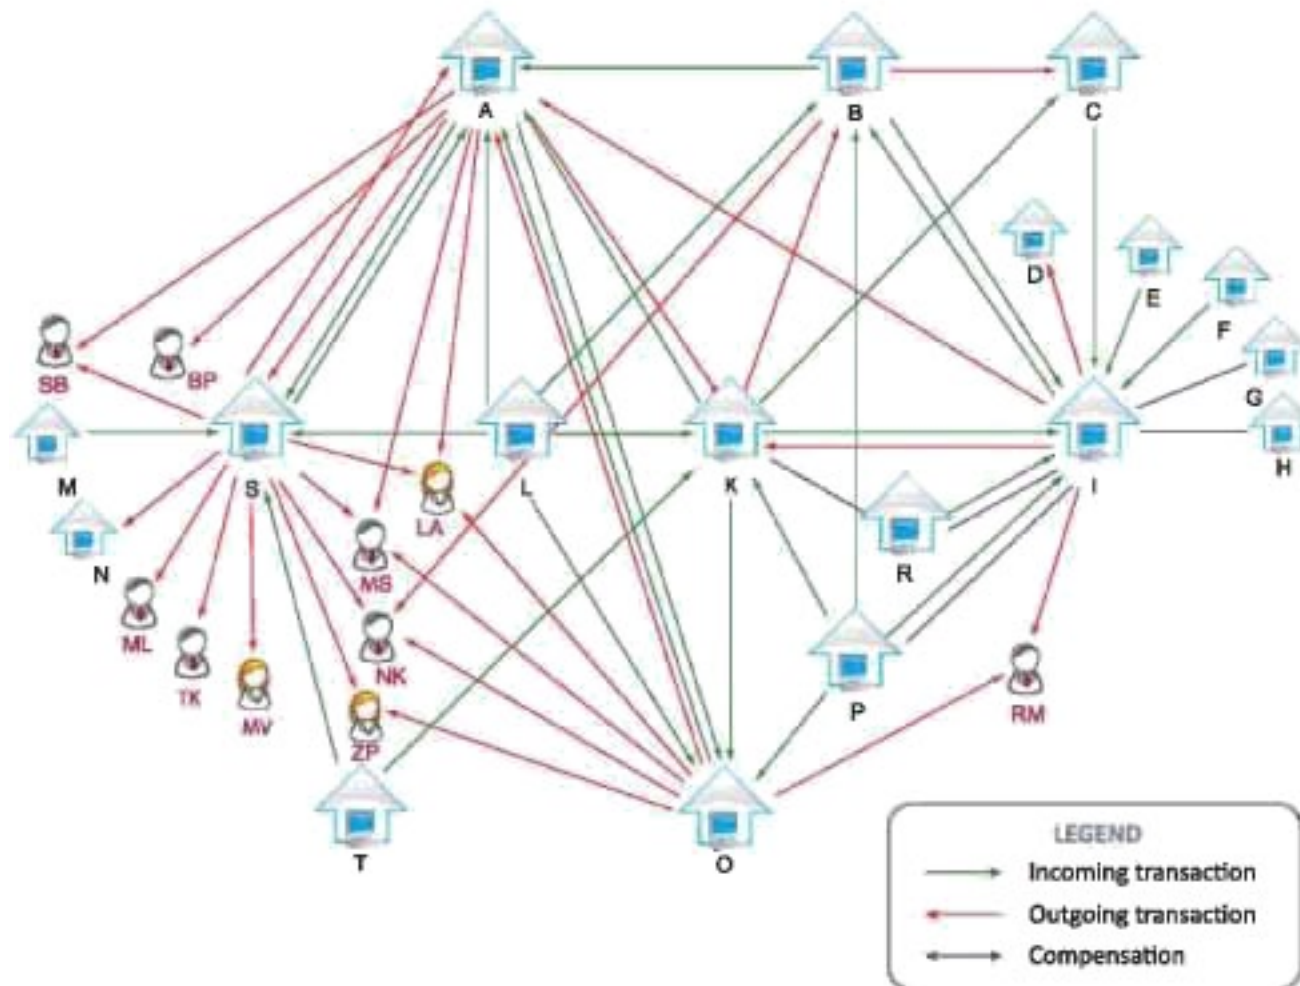 A
B
C
D
E
F
SB
BP
G
M
S
L
K
I
H
LA
N
MS
R
ML
TK
NK
MV
ZP
P
RM
T
O
LEGEND
Incoming transaction
Outgoing transaction
Compensation